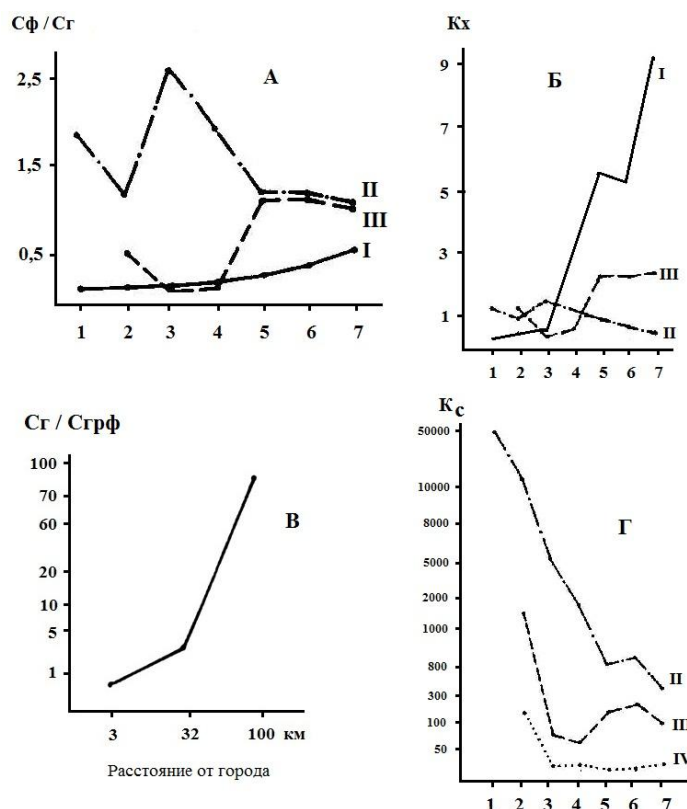 Сф / Сг
А
2,5
1,5
0,5
II
III
I
1 2 3 4 5 6 7
Кх
Б
9
7
5
3
1
I
III
II
1 2 3 4 5 6 7
Сг / Сгрф
В
100
70
60
20
10
5
1
3 32 100 км
Расстояние от города
Кс
Г
50000
10000
8000
5000
2000
1000
800
300
100
50
II
III
IV
1 2 3 4 5 6 7